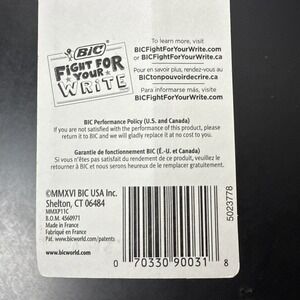 BiC
FIGHT FOR
YOUR
WRITE
To learn more, visit
BICFightForYourWrite.com
or BICFightForYourWrite.ca
Pour en savoir plus, rendez-vous au
BICtonpouvoirdecrire.ca
Para informarse más, visite
BICFightForYourWrite.com
BIC Performance Policy (U.S. and Canada)
If you are not satisfied with the performance of this product, please
return it to BIC and we will gladly replace it at no cost to you.
Garantie de fonctionnement BIC (É.-U. et Canada)
Si vous n'êtes pas satisfait du rendement de ce produit, veuillez le
retourner à BIC et nous serons heureux de le remplacer gratuitement.
©MMXVI BIC USA Inc.
Shelton, CT 06484
MMXP11C
B.O.M. 4560971
Made in France
Fabriqué en France
Pat. www.bicworld.com/patents
www.bicworld.com
5023778
0 70330 90031 8